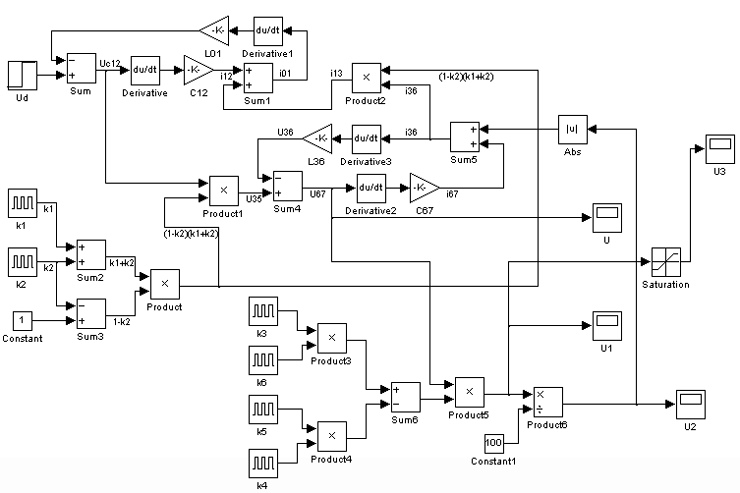 -K-
du/dt
L01
Derivative1
Uc12
Ud
Sum
du/dt
Derivative
-K-
C12
i12
Sum1
i01
i13
Product2
(1-k2)(k1+k2)
i36
U36
-K-
L36
du/dt
Derivative3
i36
Sum5
|u|
Abs
U3
Product1
U35
Sum4
U67
du/dt
Derivative2
-K-
C67
i67
U
(1-k2)(k1+k2)
k1
k1
k2
k2
Sum2
k1+k2
Product
1
Constant
Sum3
1-k2
Saturation
U1
k3
Product3
k6
k5
Product4
k4
Sum6
Product5
Product6
100
Constant1
U2